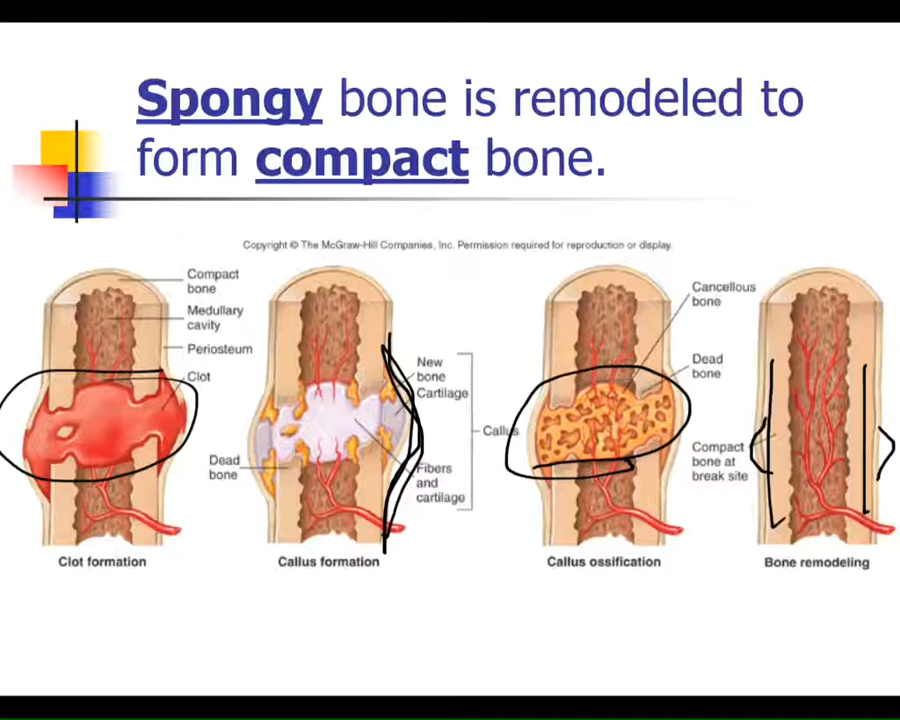 Spongy bone is remodeled to
form compact bone.
Copyright © The McGraw-Hill Companies, Inc. Permission required for reproduction or display.
Compact
bone
Medullary
cavity
Periosteum
Clot
Dead
bone
New
bone
Cartilage
Callus
Fibers
and
cartilage
Cancellous
bone
Dead
bone
Compact
bone at
break site
Clot formation
Callus formation
Callus ossification
Bone remodeling